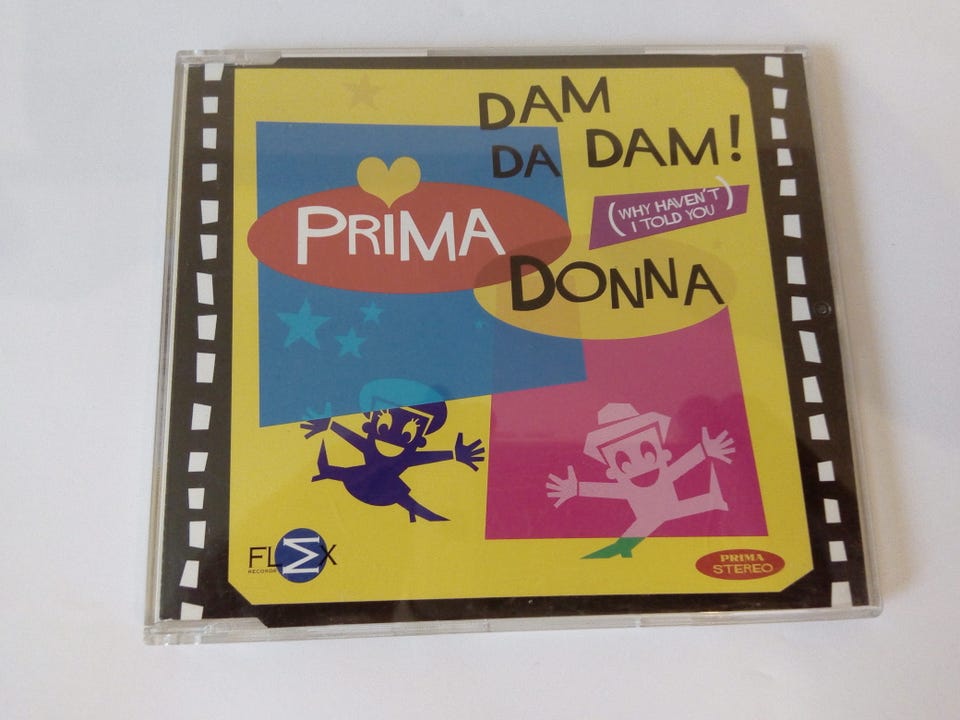 DAM
DA DAM!
(WHY HAVEN'T
I TOLD YOU)
PRIMA
DONNA
FLEX
RECORDS
PRIMA
STEREO